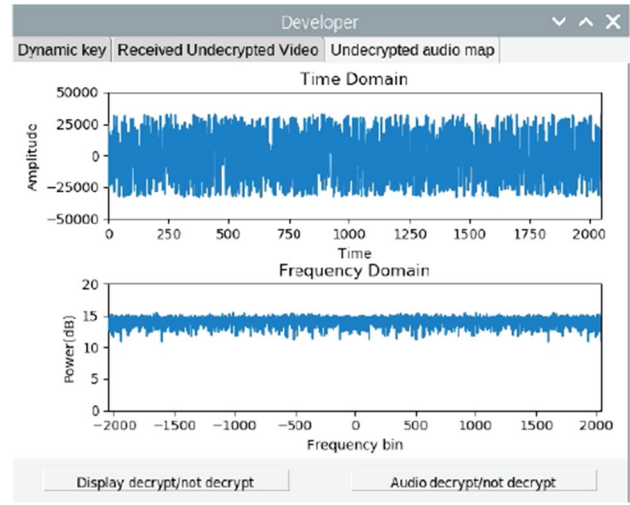 Developer
Dynamic key Received Undecrypted Video Undecrypted audio map
Time Domain
50000
25000
0
−25000
−50000
Amplitude
0 250 500 750 1000 1250 1500 1750 2000
Time
Frequency Domain
20
15
10
5
0
Power(dB)
−2000 −1500 −1000 −500 0 500 1000 1500 2000
Frequency bin
Display decrypt/not decrypt Audio decrypt/not decrypt